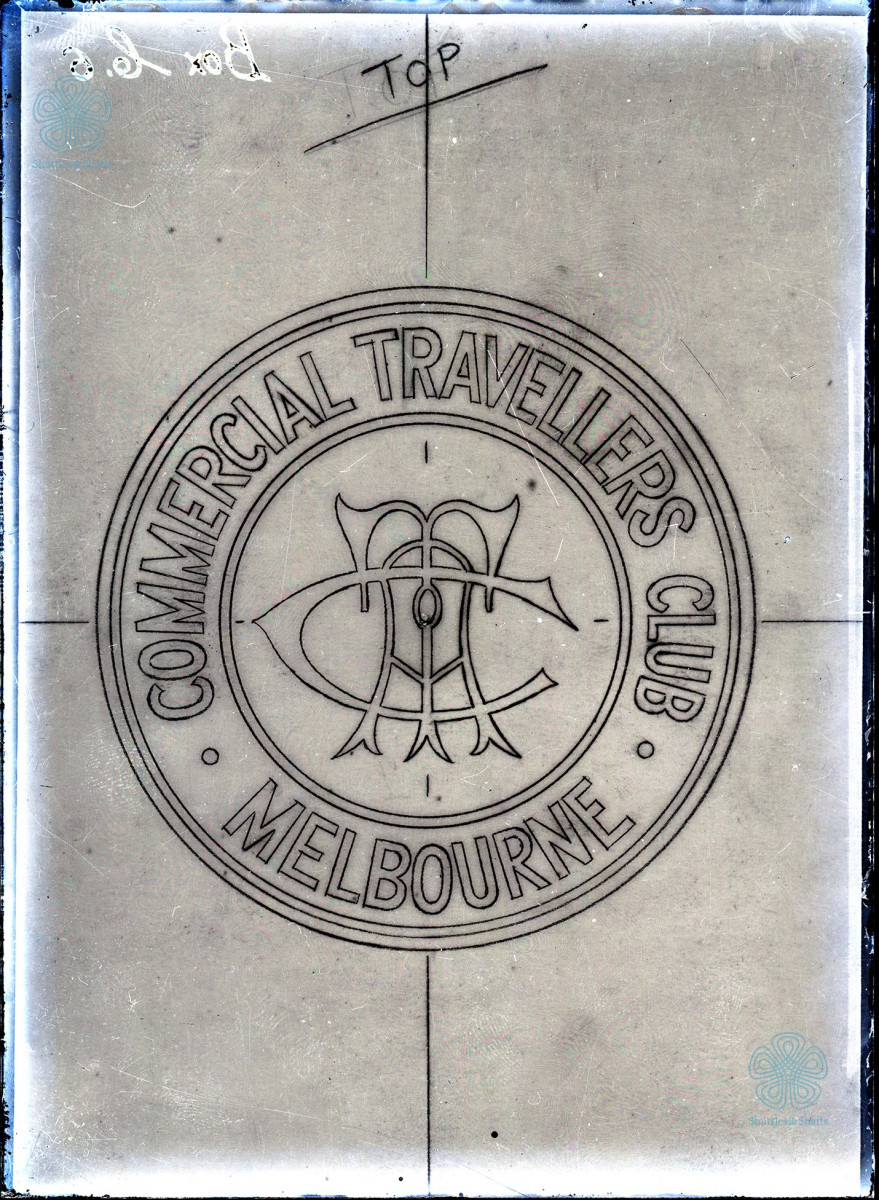 Box 6.6
TOP
COMMERCIAL TRAVELLERS CLUB
MELBOURNE